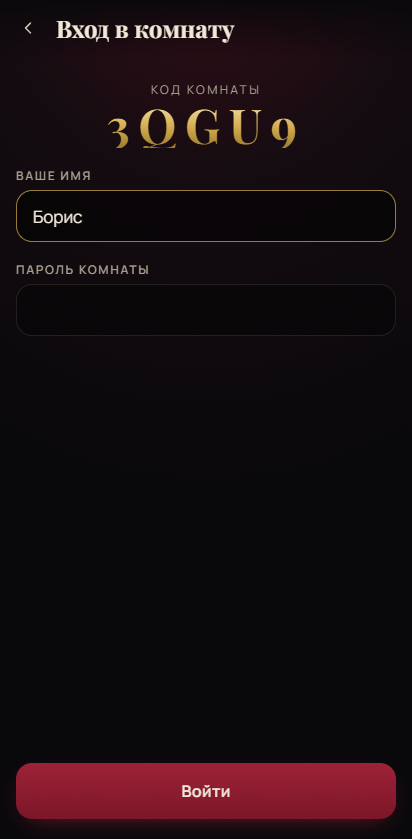 Вход в комнату
КОД КОМНАТЫ
3QGU9
ВАШЕ ИМЯ
Борис
ПАРОЛЬ КОМНАТЫ
Войти